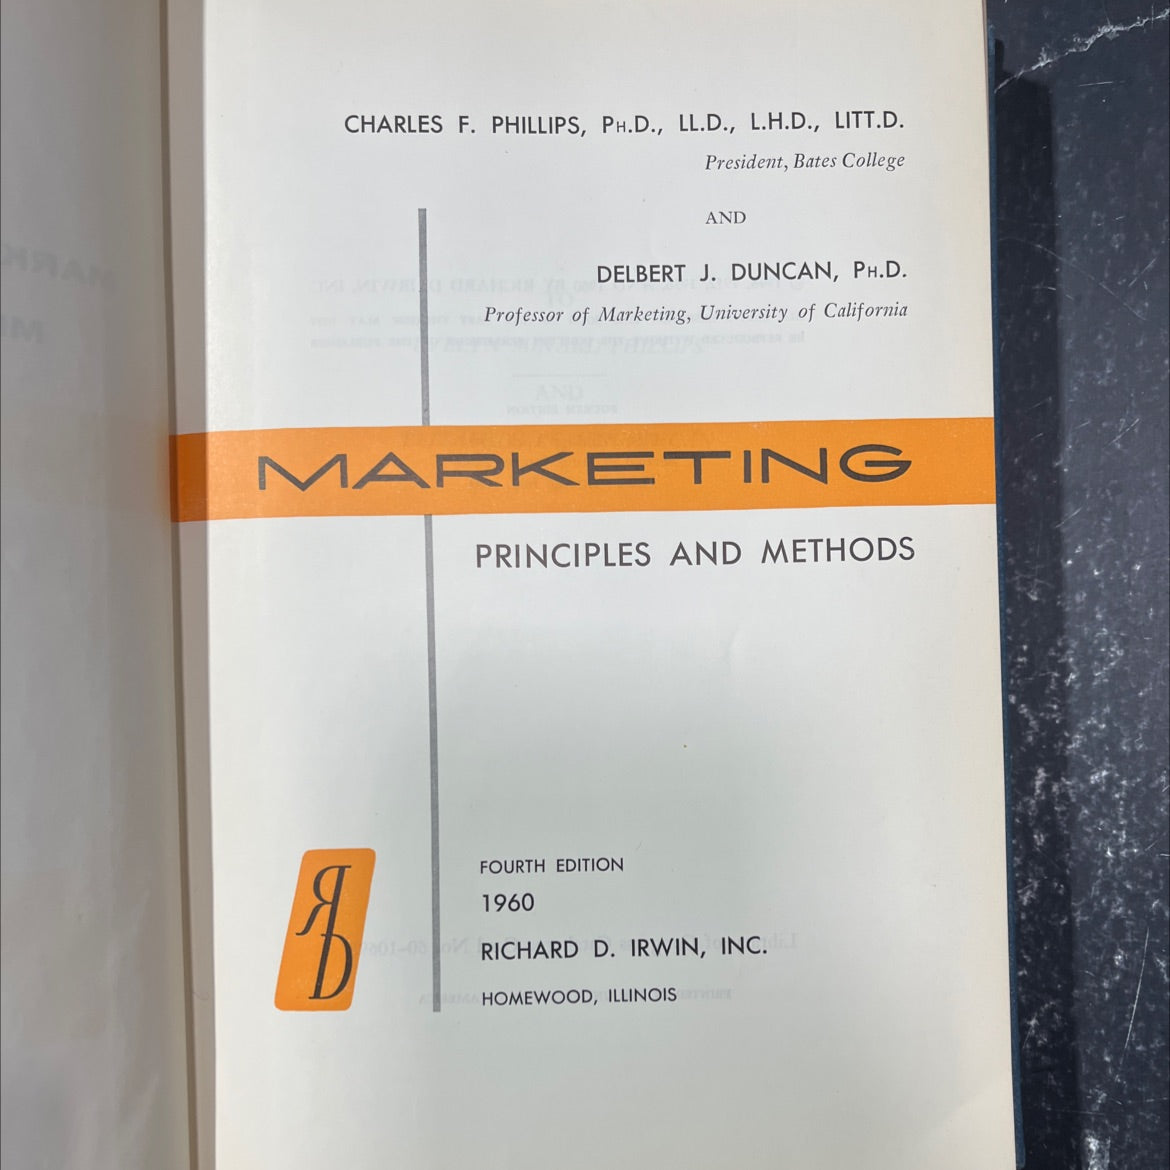 CHARLES F. PHILLIPS, PH.D., LL.D., L.H.D., LITT.D.
President, Bates College
AND
DELBERT J. DUNCAN, PH.D.
Professor of Marketing, University of California
MARKETING
PRINCIPLES AND METHODS
FOURTH EDITION
1960
RICHARD D. IRWIN, INC.
HOMEWOOD, ILLINOIS
RD